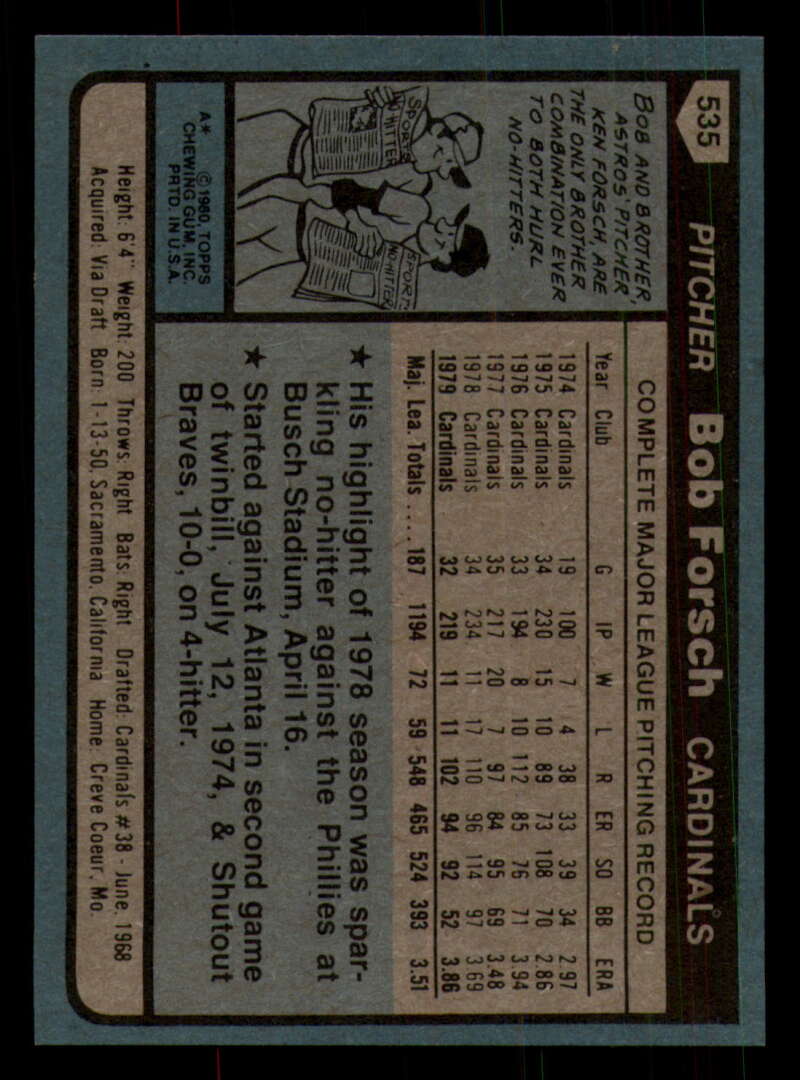 535 PITCHER Bob Forsch CARDINALS
BOB AND BROTHER,
ASTROS' PITCHER
KEN FORSCH, ARE
THE ONLY BROTHER
COMBINATION EVER
TO BOTH HURL
NO-HITTERS.
SPORTS
NO HITTER
SPORTS
NO-HITTER
A* © 1980 TOPPS
CHEWING GUM, INC.
PRTD. IN U.S.A.
COMPLETE MAJOR LEAGUE PITCHING RECORD
Year Club G IP W L R ER SO BB ERA
1974 Cardinals 19 100 7 4 38 33 39 34 2.97
1975 Cardinals 34 230 15 10 89 73 108 70 2.86
1976 Cardinals 33 194 8 10 112 85 76 71 3.94
1977 Cardinals 35 217 20 7 97 84 95 69 3.48
1978 Cardinals 34 234 11 17 110 96 114 97 3.69
1979 Cardinals 32 219 11 11 102 94 92 52 3.86
Maj. Lea. Totals .... 187 1194 72 59 548 465 524 393 3.51
★ His highlight of 1978 season was spar-
kling no-hitter against the Phillies at
Busch Stadium, April 16.
★ Started against Atlanta in second game
of twinbill, July 12, 1974, & Shutout
Braves, 10-0, on 4-hitter.
Height: 6'4" Weight: 200 Throws: Right Bats: Right Drafted: Cardinals #38 - June, 1968
Acquired: Via Draft Born: 1-13-50, Sacramento, California Home: Creve Coeur, Mo.